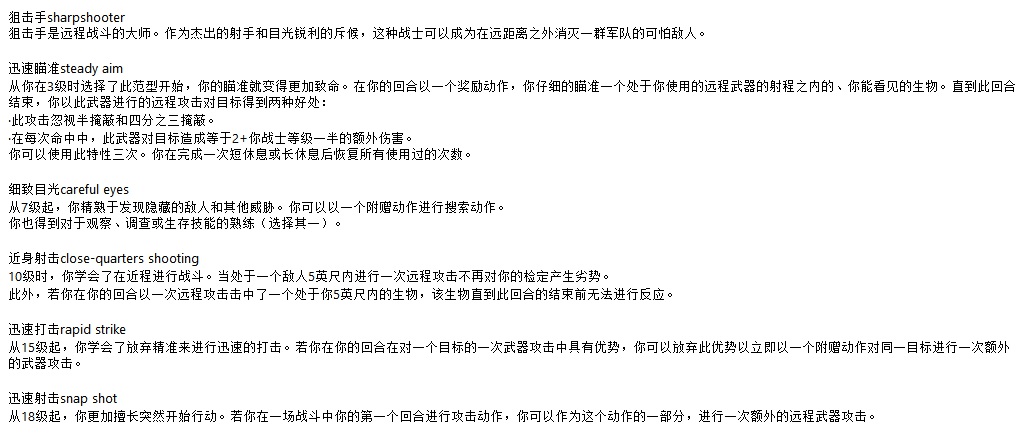 狙击手sharpshooter
狙击手是远程战斗的大师。作为杰出的射手和目光锐利的斥候，这种战士可以成为在远距离之外消灭一群军队的可怕敌人。
迅速瞄准steady aim
从你在3级时选择了此范型开始，你的瞄准就变得更加致命。在你的回合以一个奖励动作，你仔细的瞄准一个处于你使用的远程武器的射程之内的、你能看见的生物。直到此回合
结束，你以此武器进行的远程攻击对目标得到两种好处：
·此攻击忽视半掩蔽和四分之三掩蔽。
·在每次命中中，此武器对目标造成等于2+你战士等级一半的额外伤害。
你可以使用此特性三次。你在完成一次短休息或长休息后恢复所有使用过的次数。
细致目光careful eyes
从7级起，你精熟于发现隐藏的敌人和其他威胁。你可以以一个附赠动作进行搜索动作。
你也得到对于观察、调查或生存技能的熟练（选择其一）。
近身射击close-quarters shooting
10级时，你学会了在近程进行战斗。当处于一个敌人5英尺内进行一次远程攻击不再对你的检定产生劣势。
此外，若你在你的回合以一次远程攻击击中了一个处于你5英尺内的生物，该生物直到此回合的结束前无法进行反应。
迅速打击rapid strike
从15级起，你学会了放弃精准来进行迅速的打击。若你在你的回合在对一个目标的一次武器攻击中具有优势，你可以放弃此优势以立即以一个附赠动作对同一目标进行一次额外
的武器攻击。
迅速射击snap shot
从18级起，你更加擅长突然开始行动。若你在一场战斗中你的第一个回合进行攻击动作，你可以作为这个动作的一部分，进行一次额外的远程武器攻击。